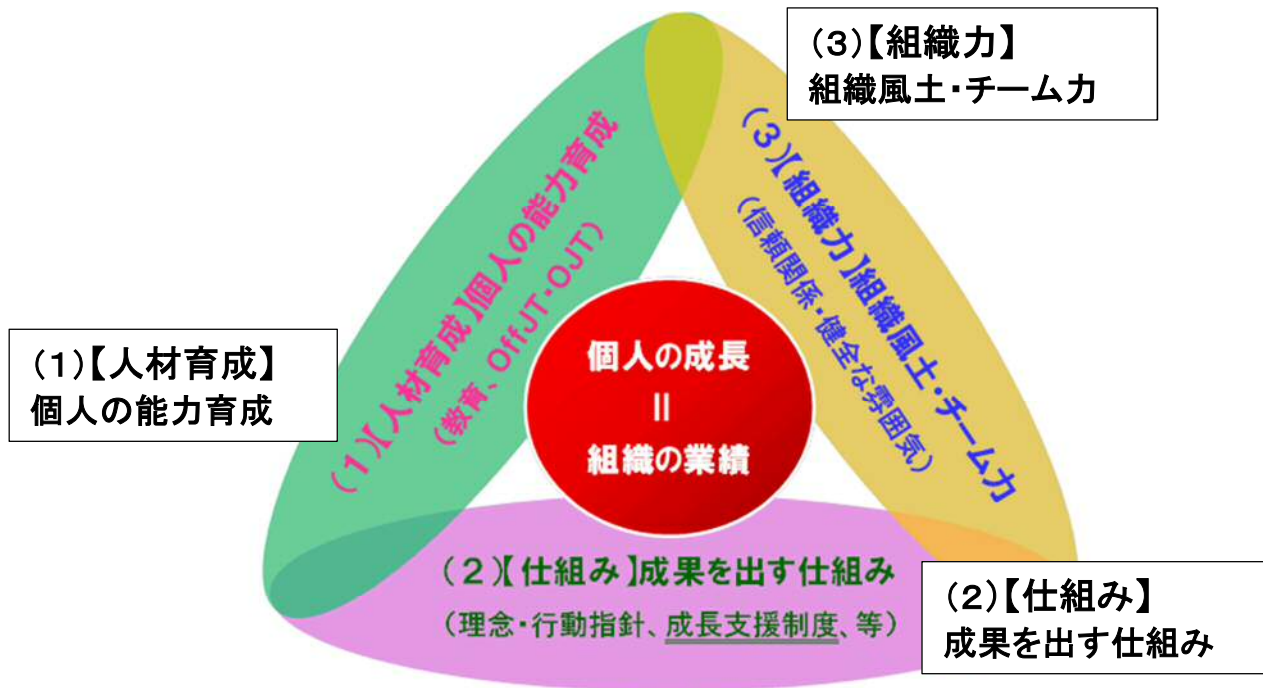 (3)【組織力】
組織風土・チーム力
(1)【人材育成】個人の能力育成
(教育、OffJT・OJT)
(3)【組織力】組織風土・チーム力
(信頼関係・健全な雰囲気)
(1)【人材育成】
個人の能力育成
個人の成長
||
組織の業績
(2)【仕組み】成果を出す仕組み
(理念・行動指針、成長支援制度、等)
(2)【仕組み】
成果を出す仕組み